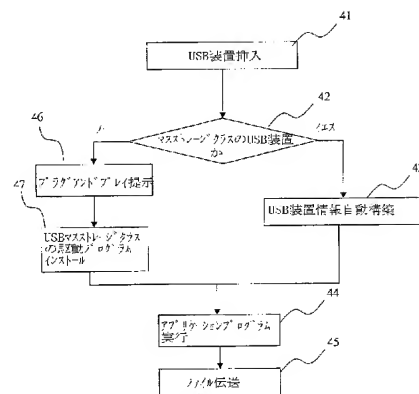 41
USB装置挿入
42
マスストレージクラスのUSB装置
か
イエス
46
プラグアンドプレイ提示
43
USB装置情報自動構築
47
USBマスストレージクラス
の駆動プログラム
インストール
アプリケーションプログラム
実行
44
ファイル伝送
45